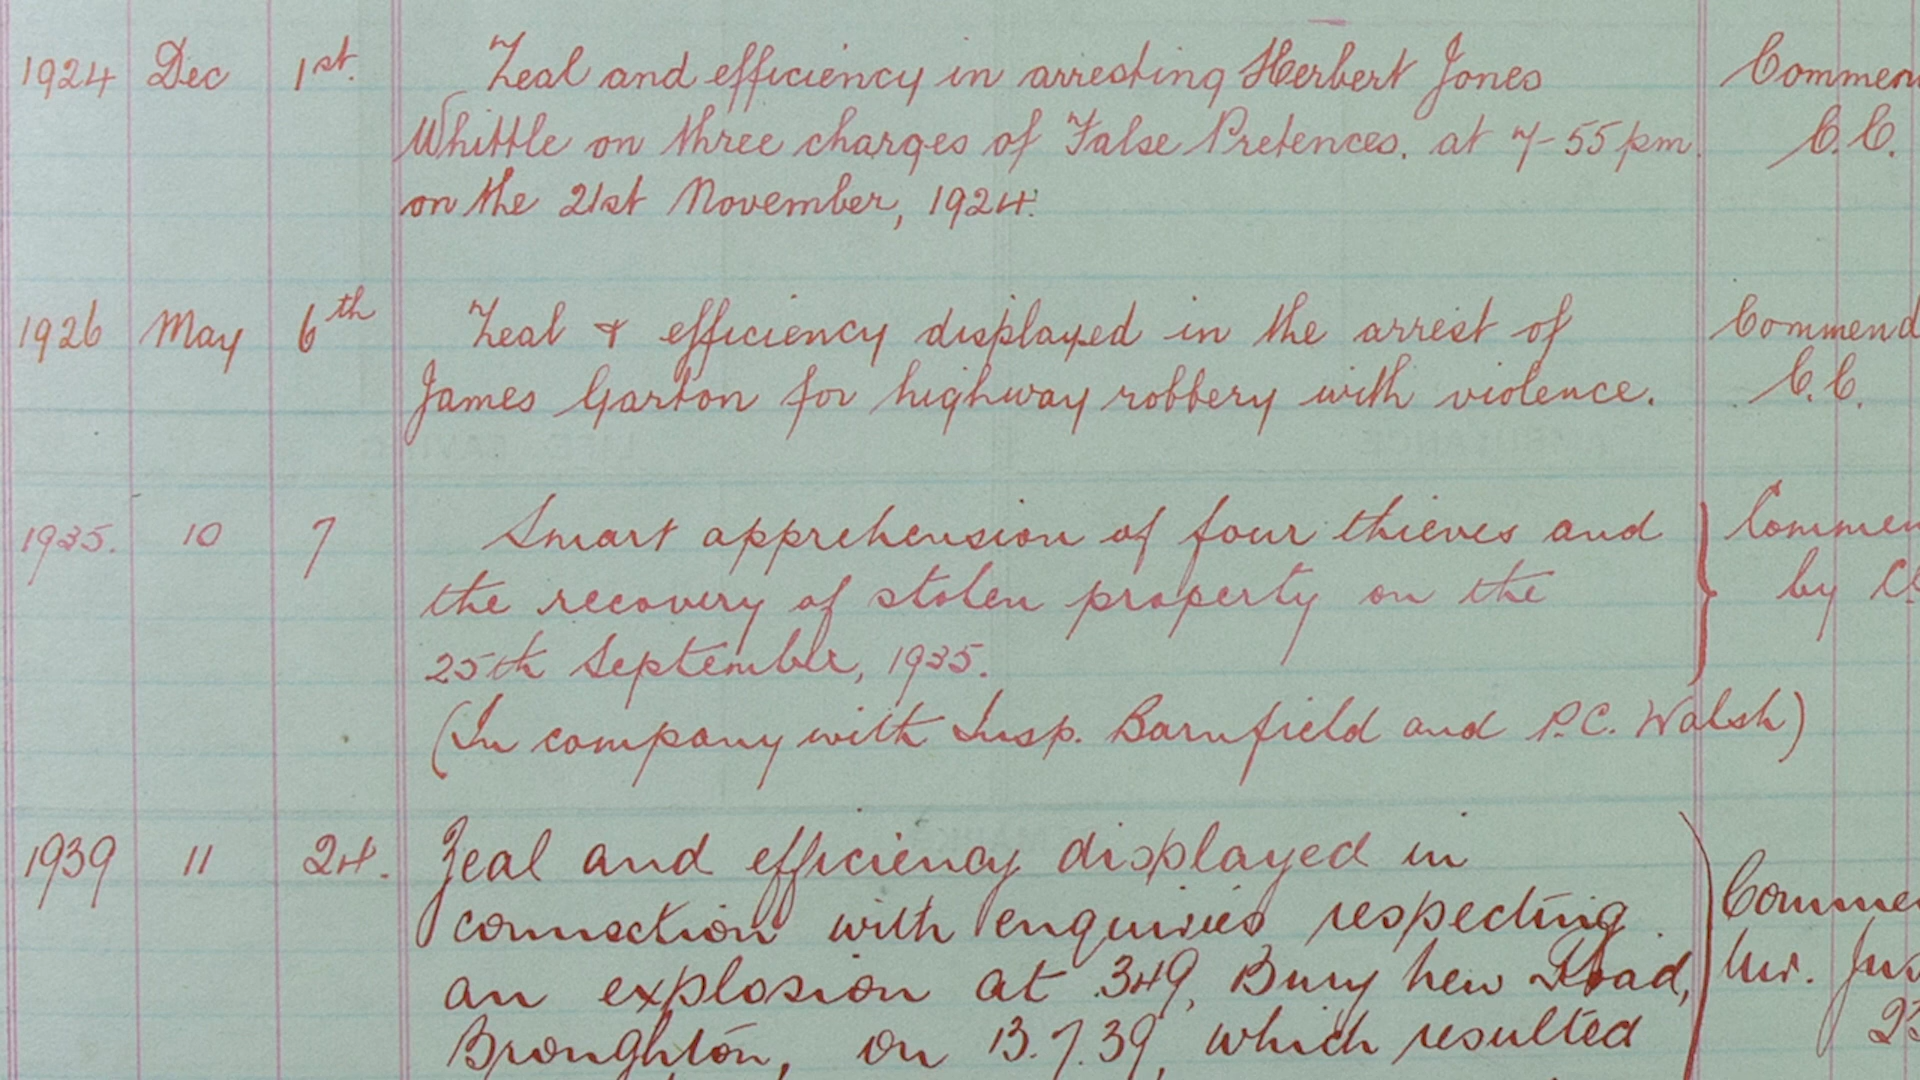 1924 Dec 1st. Zeal and efficiency in arresting Herbert Jones Commen
Whittle on three charges of False Pretences. at 7-55 pm. C.C.
on the 21st November, 1924.
1926 May 6th Zeal & efficiency displayed in the arrest of Commend
James Garton for highway robbery with violence. C.C.
1935. 10 7 Smart apprehension of four thieves and Commen
the recovery of stolen property on the by C
25th September, 1935.
(In company with Insp. Barnfield and P.C. Walsh)
1939 11 24. Zeal and efficiency displayed in
connection with enquiries respecting Comme
an explosion at 349, Bury New Road, Mr. Jus
Broughton, on 13.7.39, which resulted 23